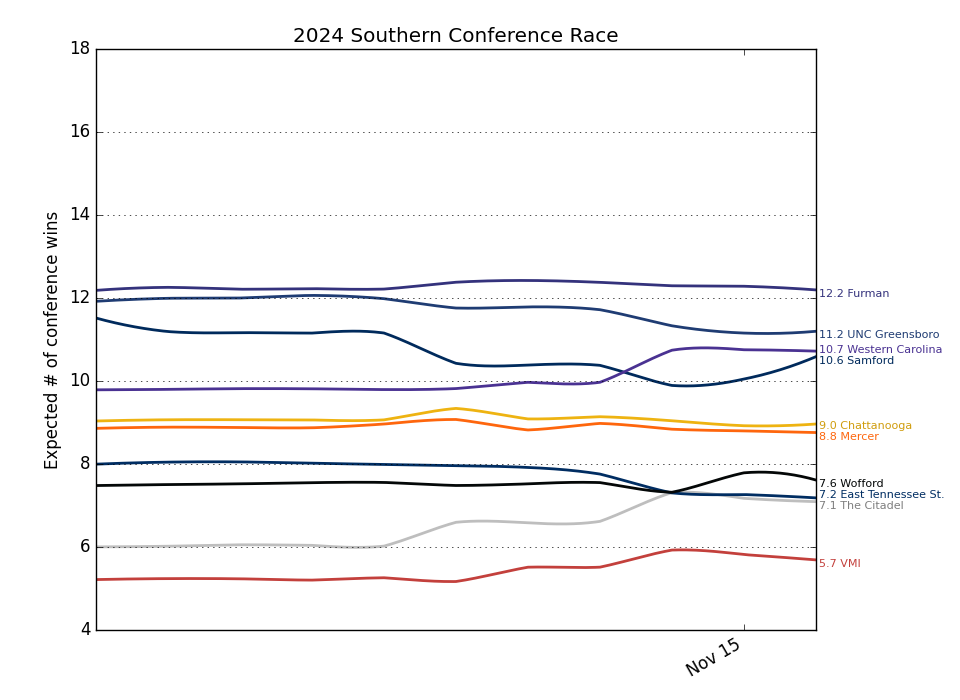 2024 Southern Conference Race
Expected # of conference wins
18
16
14
12
10
8
6
4
12.2 Furman
11.2 UNC Greensboro
10.7 Western Carolina
10.6 Samford
9.0 Chattanooga
8.8 Mercer
7.6 Wofford
7.2 East Tennessee St.
7.1 The Citadel
5.7 VMI
Nov 15